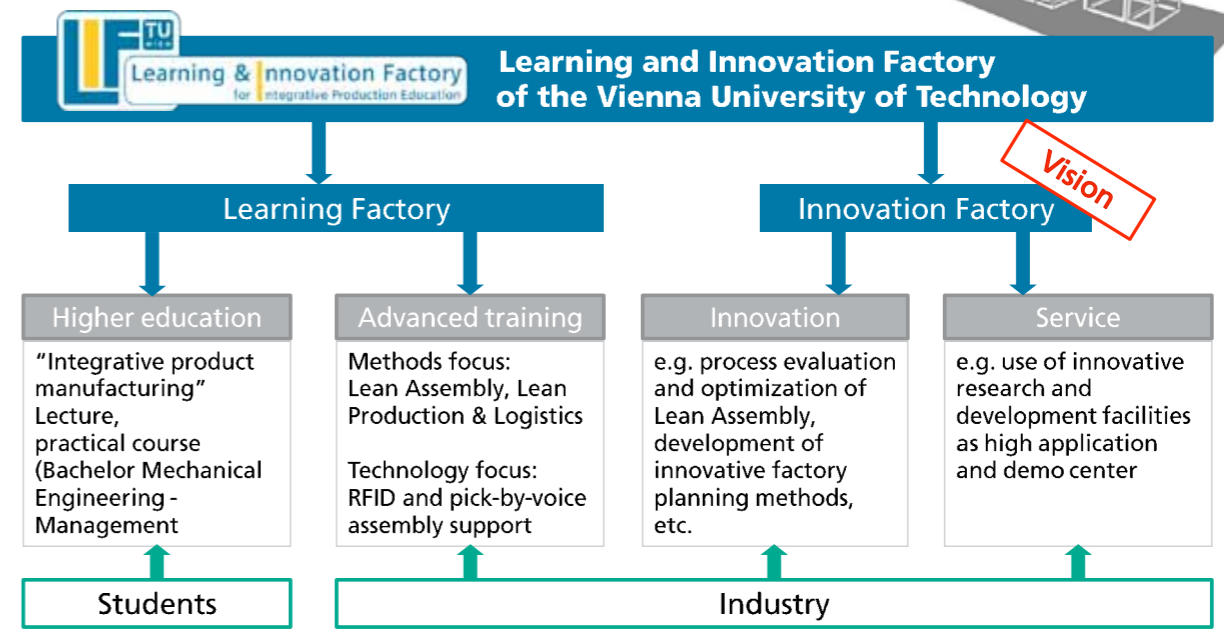 TU
WIEN
Learning & Innovation Factory
for Integrative Production Education
Learning and Innovation Factory
of the Vienna University of Technology
Vision
Learning Factory
Innovation Factory
Higher education
"Integrative product
manufacturing"
Lecture,
practical course
(Bachelor Mechanical
Engineering -
Management
Advanced training
Methods focus:
Lean Assembly, Lean
Production & Logistics
Technology focus:
RFID and pick-by-voice
assembly support
Innovation
e.g. process evaluation
and optimization of
Lean Assembly,
development of
innovative factory
planning methods,
etc.
Service
e.g. use of innovative
research and
development facilities
as high application
and demo center
Students
Industry